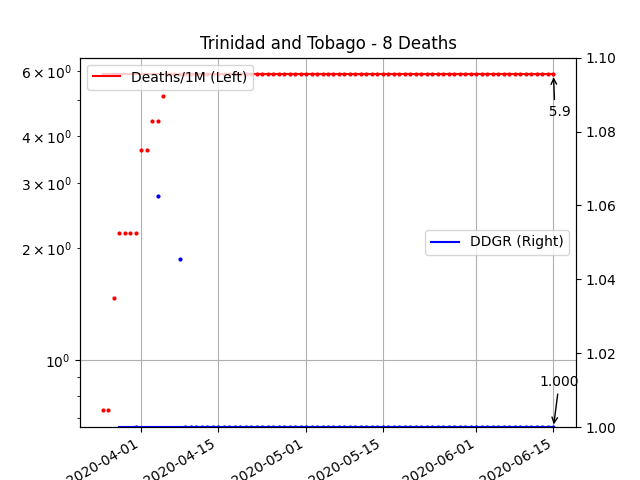 Trinidad and Tobago - 8 Deaths
Deaths/1M (Left)
6 × 10⁰
4 × 10⁰
3 × 10⁰
2 × 10⁰
10⁰
1.10
1.08
1.06
1.04
1.02
1.00
5.9
DDGR (Right)
1.000
2020-04-01
2020-04-15
2020-05-01
2020-05-15
2020-06-01
2020-06-15